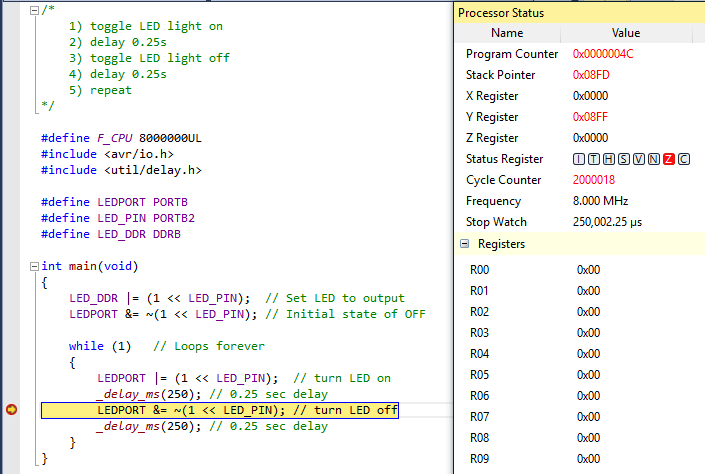 /*
    1) toggle LED light on
    2) delay 0.25s
    3) toggle LED light off
    4) delay 0.25s
    5) repeat
*/
#define F_CPU 8000000UL
#include <avr/io.h>
#include <util/delay.h>
#define LEDPORT PORTB
#define LED_PIN PORTB2
#define LED_DDR DDRB
int main(void)
{
    LED_DDR |= (1 << LED_PIN);  // Set LED to output
    LEDPORT &= ~(1 << LED_PIN); // Initial state of OFF
    while (1)   // Loops forever
    {
        LEDPORT |= (1 << LED_PIN);  // turn LED on
        _delay_ms(250); // 0.25 sec delay
        LEDPORT &= ~(1 << LED_PIN); // turn LED off
        _delay_ms(250); // 0.25 sec delay
    }
}
Processor Status
Name Value
Program Counter 0x0000004C
Stack Pointer 0x08FD
X Register 0x0000
Y Register 0x08FF
Z Register 0x0000
Status Register I T H S V N Z C
Cycle Counter 2000018
Frequency 8.000 MHz
Stop Watch 250,002.25 µs
Registers
R00 0x00
R01 0x00
R02 0x00
R03 0x00
R04 0x00
R05 0x00
R06 0x00
R07 0x00
R08 0x00
R09 0x00